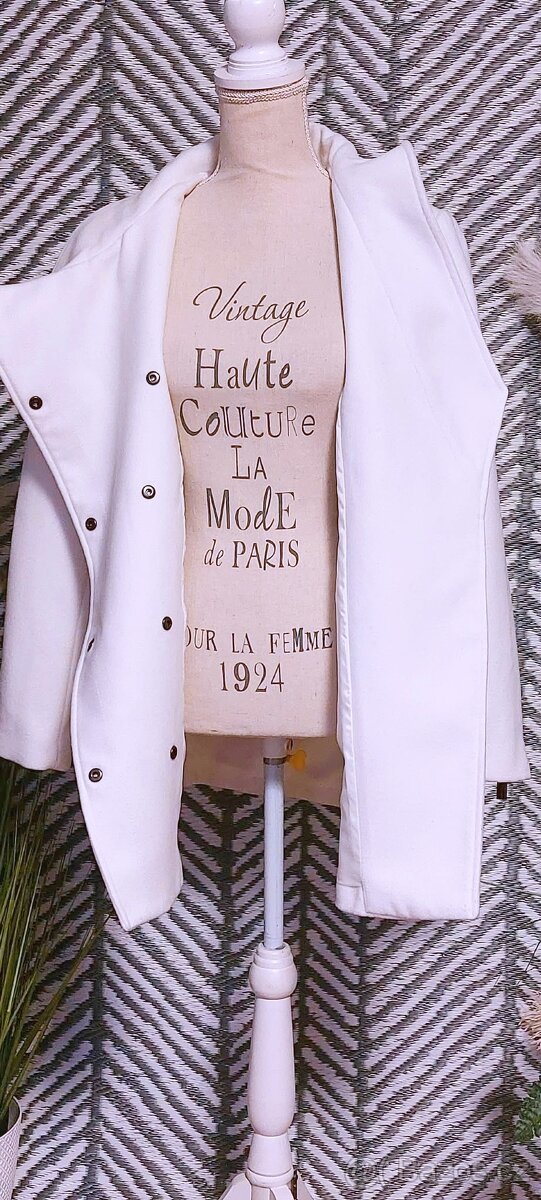 Vintage
Haute
Couture
La
Mode
de PARIS
OUR LA FEMME
1924